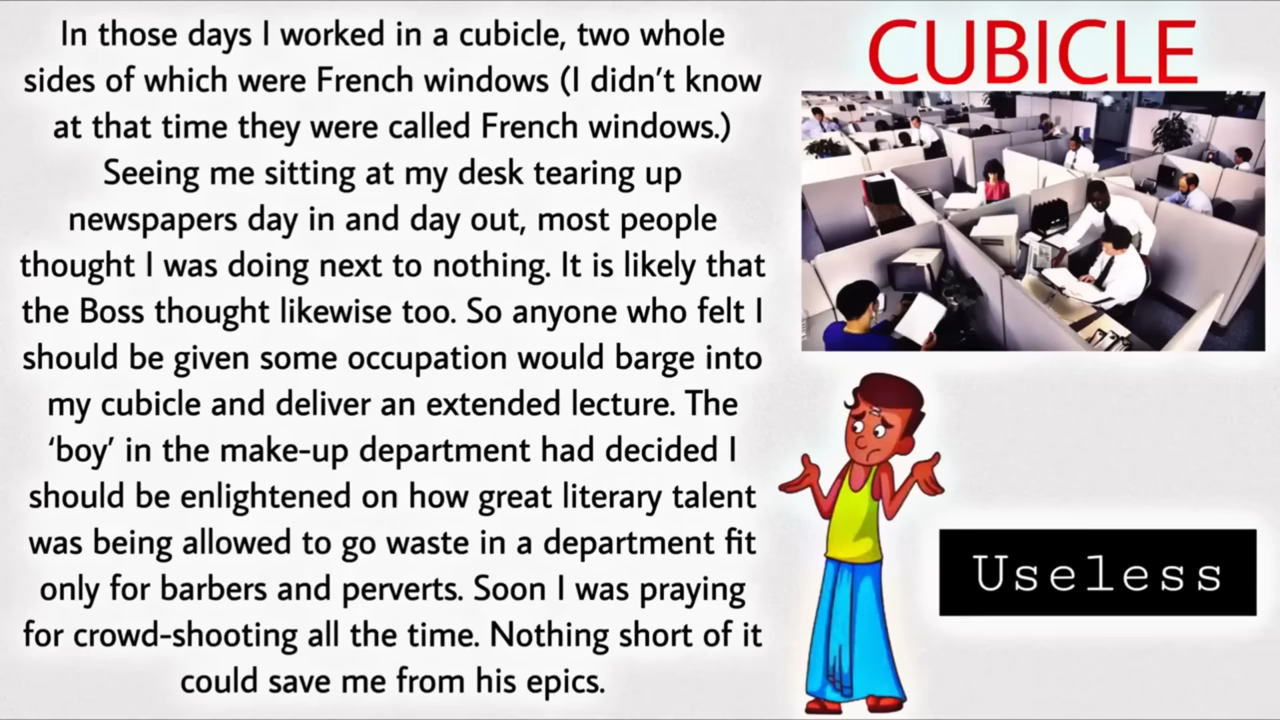 In those days I worked in a cubicle, two whole
sides of which were French windows (I didn’t know
at that time they were called French windows.)
Seeing me sitting at my desk tearing up
newspapers day in and day out, most people
thought I was doing next to nothing. It is likely that
the Boss thought likewise too. So anyone who felt I
should be given some occupation would barge into
my cubicle and deliver an extended lecture. The
‘boy’ in the make-up department had decided I
should be enlightened on how great literary talent
was being allowed to go waste in a department fit
only for barbers and perverts. Soon I was praying
for crowd-shooting all the time. Nothing short of it
could save me from his epics.
CUBICLE
Useless